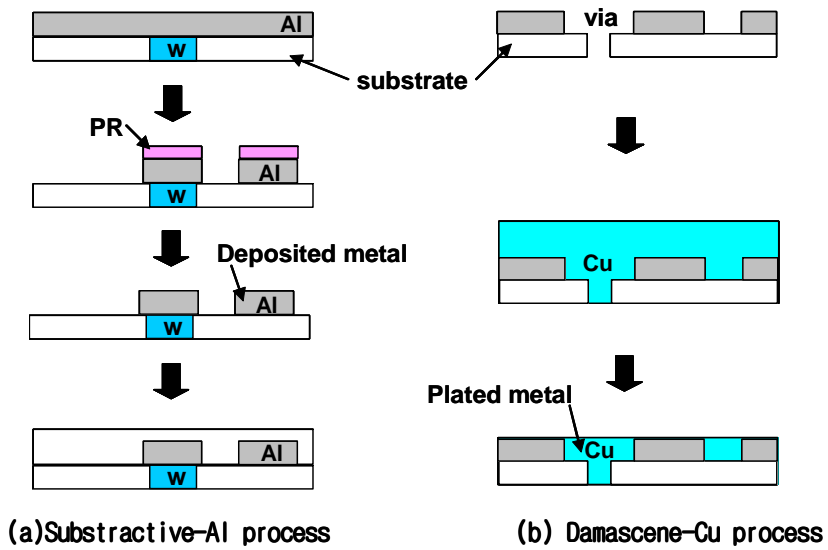 Al
W
substrate
PR
Al
W
Deposited metal
Al
W
Al
W
(a)Substractive-Al process
via
Cu
Plated metal
Cu
(b) Damascene-Cu process